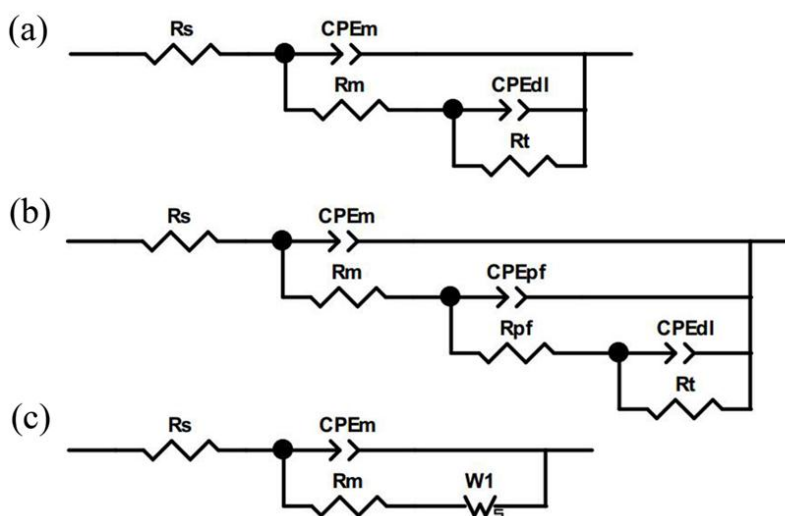 (a)
Rs
CPEm
Rm
CPEdl
Rt
(b)
Rs
CPEm
Rm
CPEpf
Rpf
CPEdl
Rt
(c)
Rs
CPEm
Rm
W1